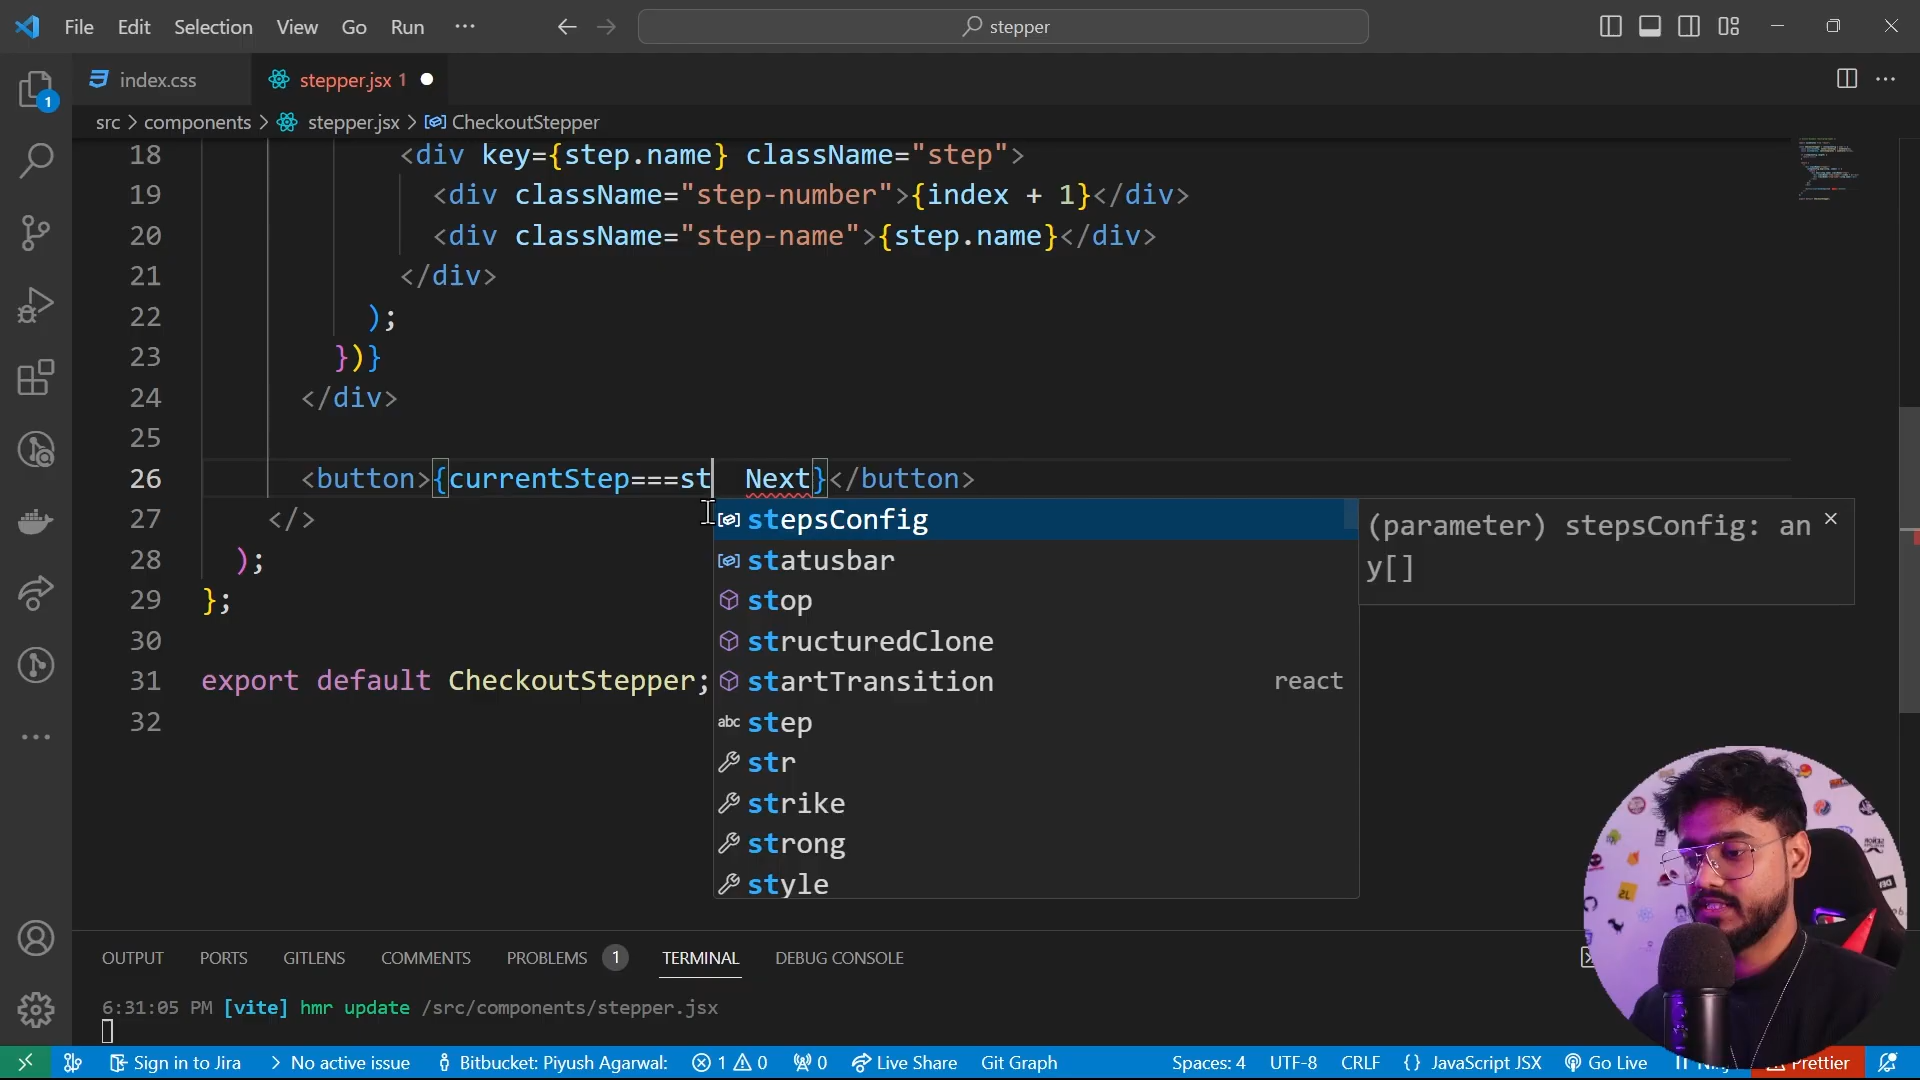 File Edit Selection View Go Run ··· stepper
index.css stepper.jsx 1
1
src > components > stepper.jsx > CheckoutStepper
18 <div key={step.name} className="step">
19 <div className="step-number">{index + 1}</div>
20 <div className="step-name">{step.name}</div>
21 </div>
22 );
23 })}
24 </div>
25
26 <button>{currentStep===st Next}</button>
27 </>
28 );
29 };
30
31 export default CheckoutStepper;
32
stepsConfig
statusbar
stop
structuredClone
startTransition react
abc step
str
strike
strong
style
(parameter) stepsConfig: an
y[]
OUTPUT PORTS GITLENS COMMENTS PROBLEMS 1 TERMINAL DEBUG CONSOLE
6:31:05 PM [vite] hmr update /src/components/stepper.jsx
Sign in to Jira > No active issue Bitbucket: Piyush Agarwal: 1 0 0 Live Share Git Graph Spaces: 4 UTF-8 CRLF {} JavaScript JSX Go Live Prettier